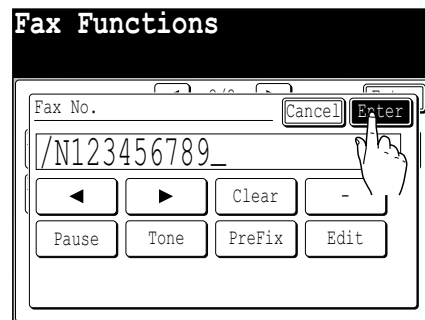 Fax Functions
Fax No. Cancel Enter
/N123456789_
◄ ► Clear -
Pause Tone PreFix Edit